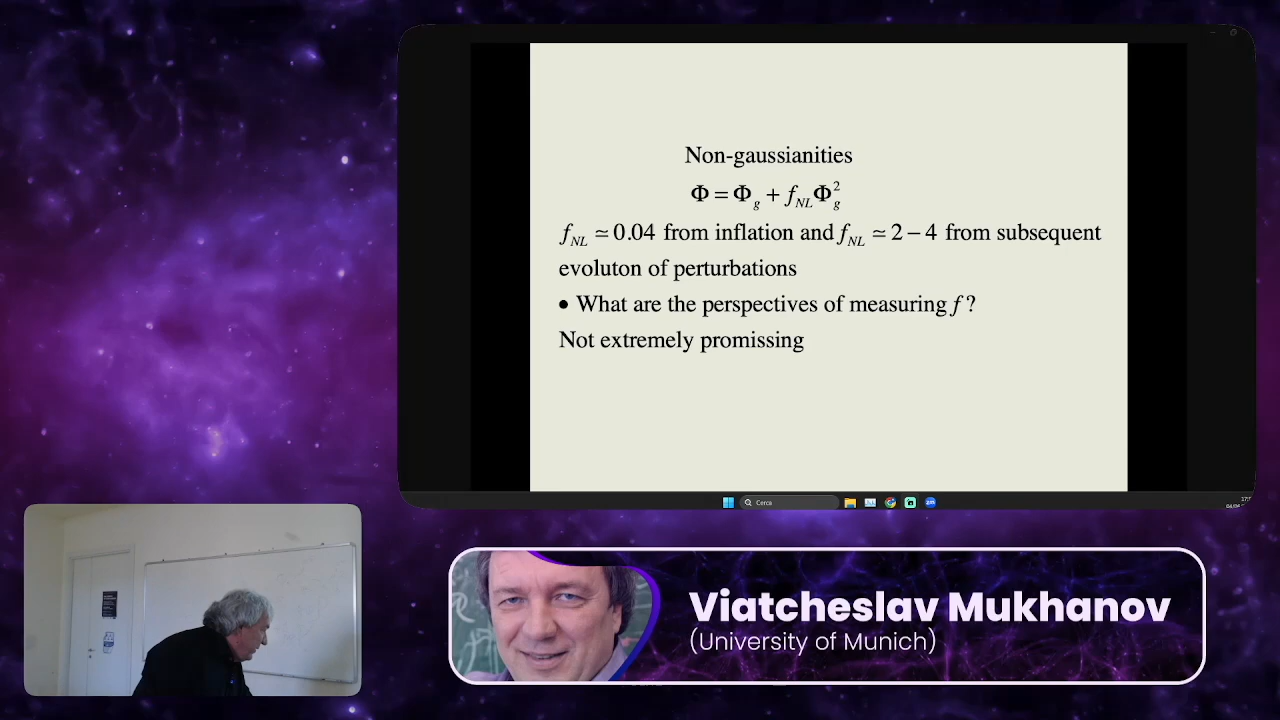 Non-gaussianities
Φ = Φ_g + f_NL Φ_g^2
f_NL ≃ 0.04 from inflation and f_NL ≃ 2 − 4 from subsequent
evoluton of perturbations
• What are the perspectives of measuring f ?
Not extremely promissing
Cerca
Viatcheslav Mukhanov
(University of Munich)